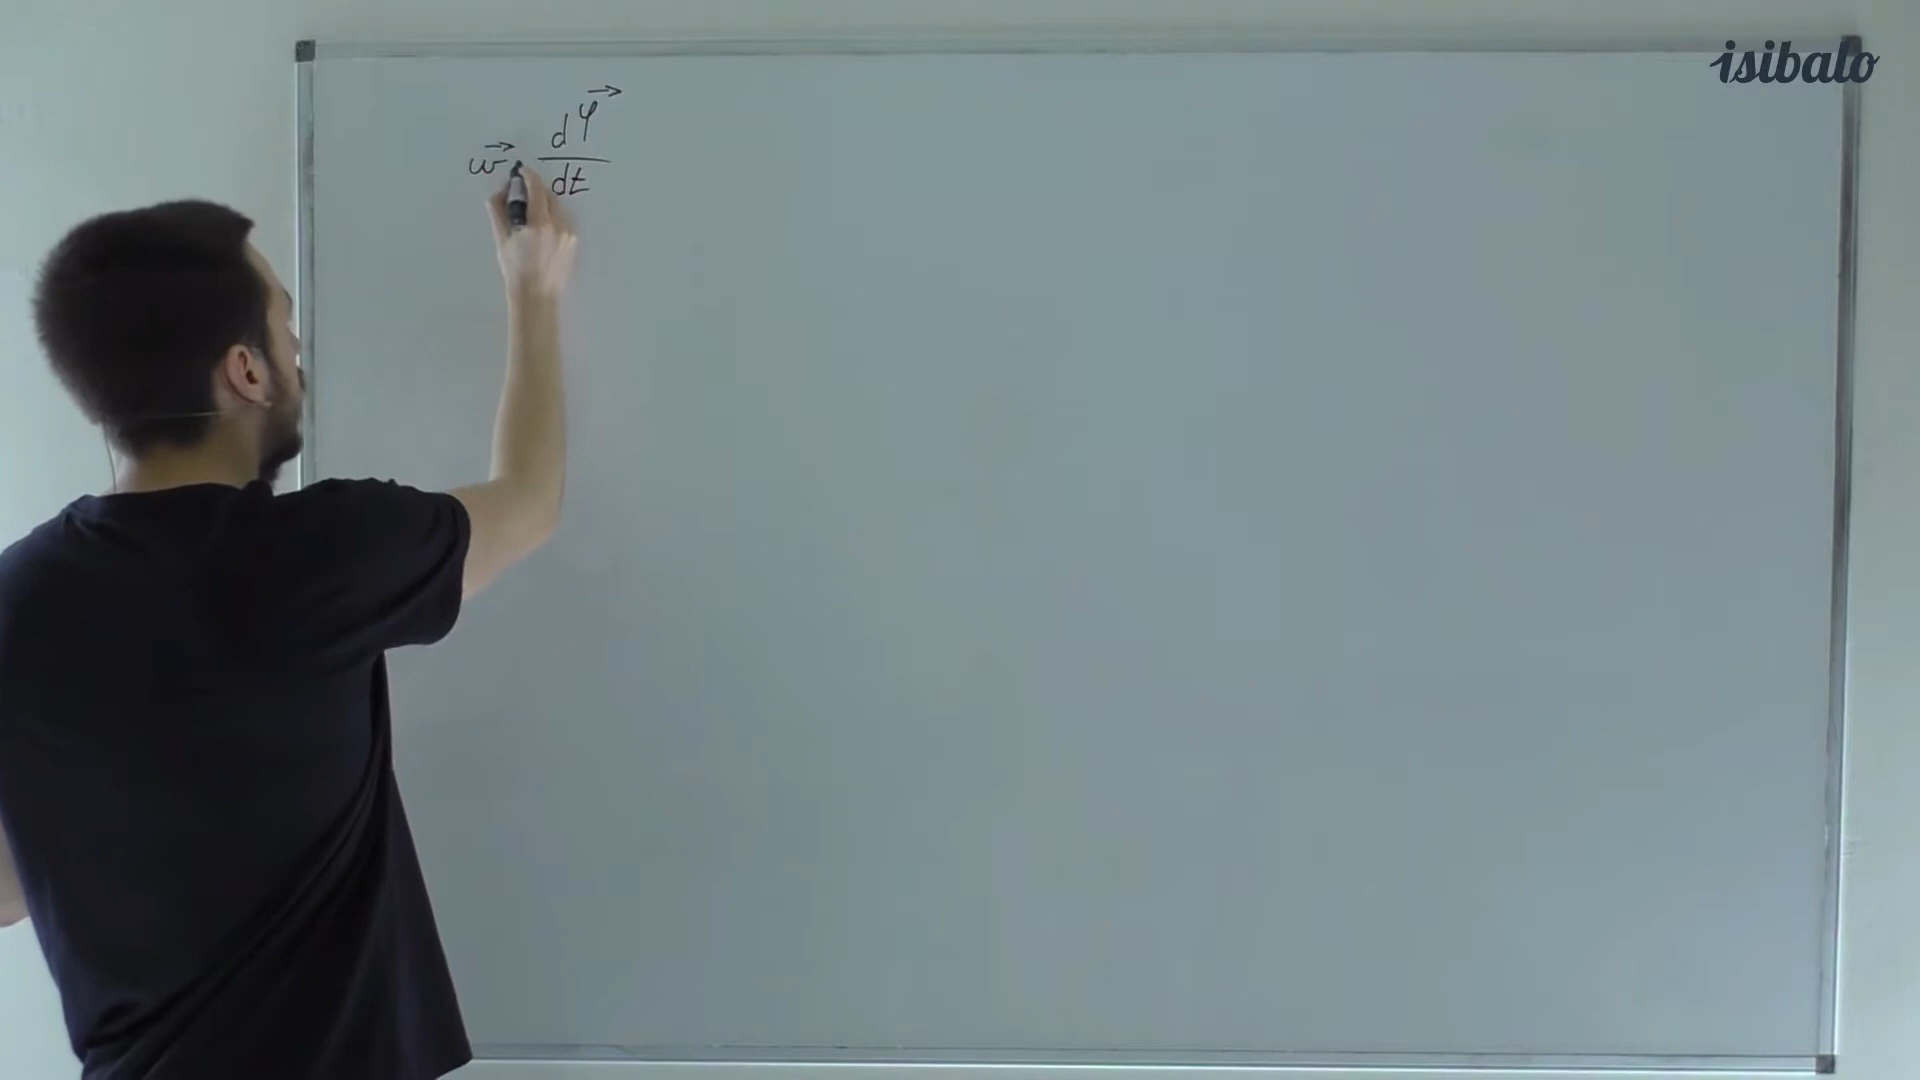 isibalo
ω⃗ = dφ⃗/dt